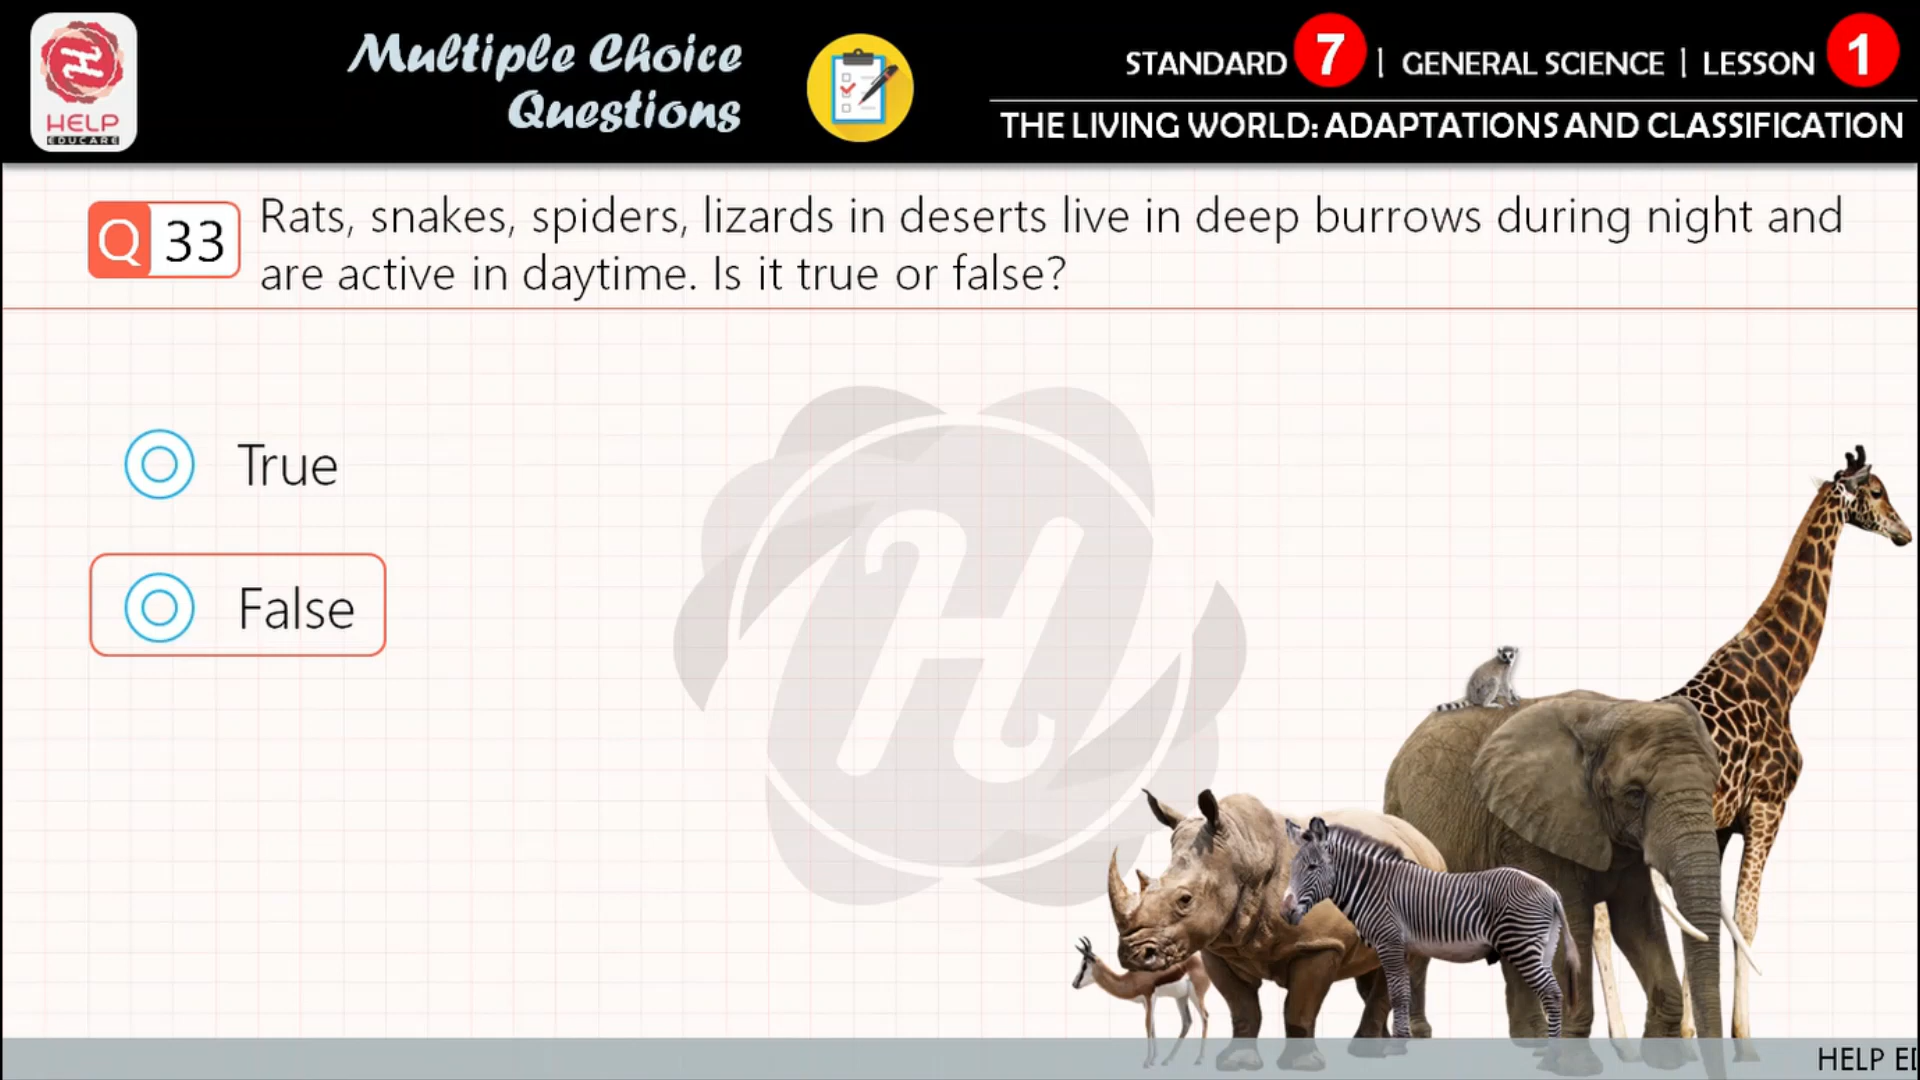 HELP
EDUCARE
Multiple Choice
Questions
STANDARD 7 | GENERAL SCIENCE | LESSON 1
THE LIVING WORLD: ADAPTATIONS AND CLASSIFICATION
Q 33 Rats, snakes, spiders, lizards in deserts live in deep burrows during night and
are active in daytime. Is it true or false?
True
False
HELP